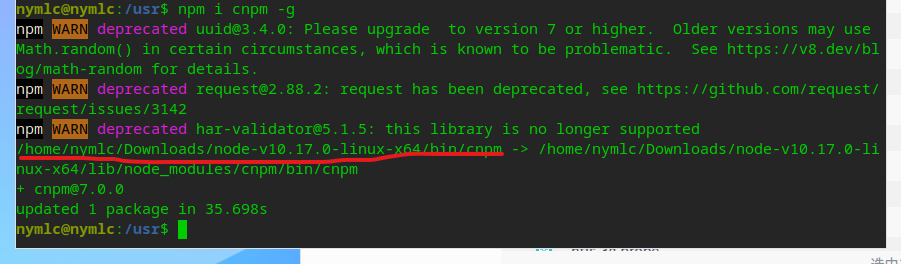 nymlc@nymlc:/usr$ npm i cnpm -g
npm WARN deprecated uuid@3.4.0: Please upgrade  to version 7 or higher.  Older versions may use
Math.random() in certain circumstances, which is known to be problematic.  See https://v8.dev/bl
og/math-random for details.
npm WARN deprecated request@2.88.2: request has been deprecated, see https://github.com/request/
request/issues/3142
npm WARN deprecated har-validator@5.1.5: this library is no longer supported
/home/nymlc/Downloads/node-v10.17.0-linux-x64/bin/cnpm -> /home/nymlc/Downloads/node-v10.17.0-li
nux-x64/lib/node_modules/cnpm/bin/cnpm
+ cnpm@7.0.0
updated 1 package in 35.698s
nymlc@nymlc:/usr$